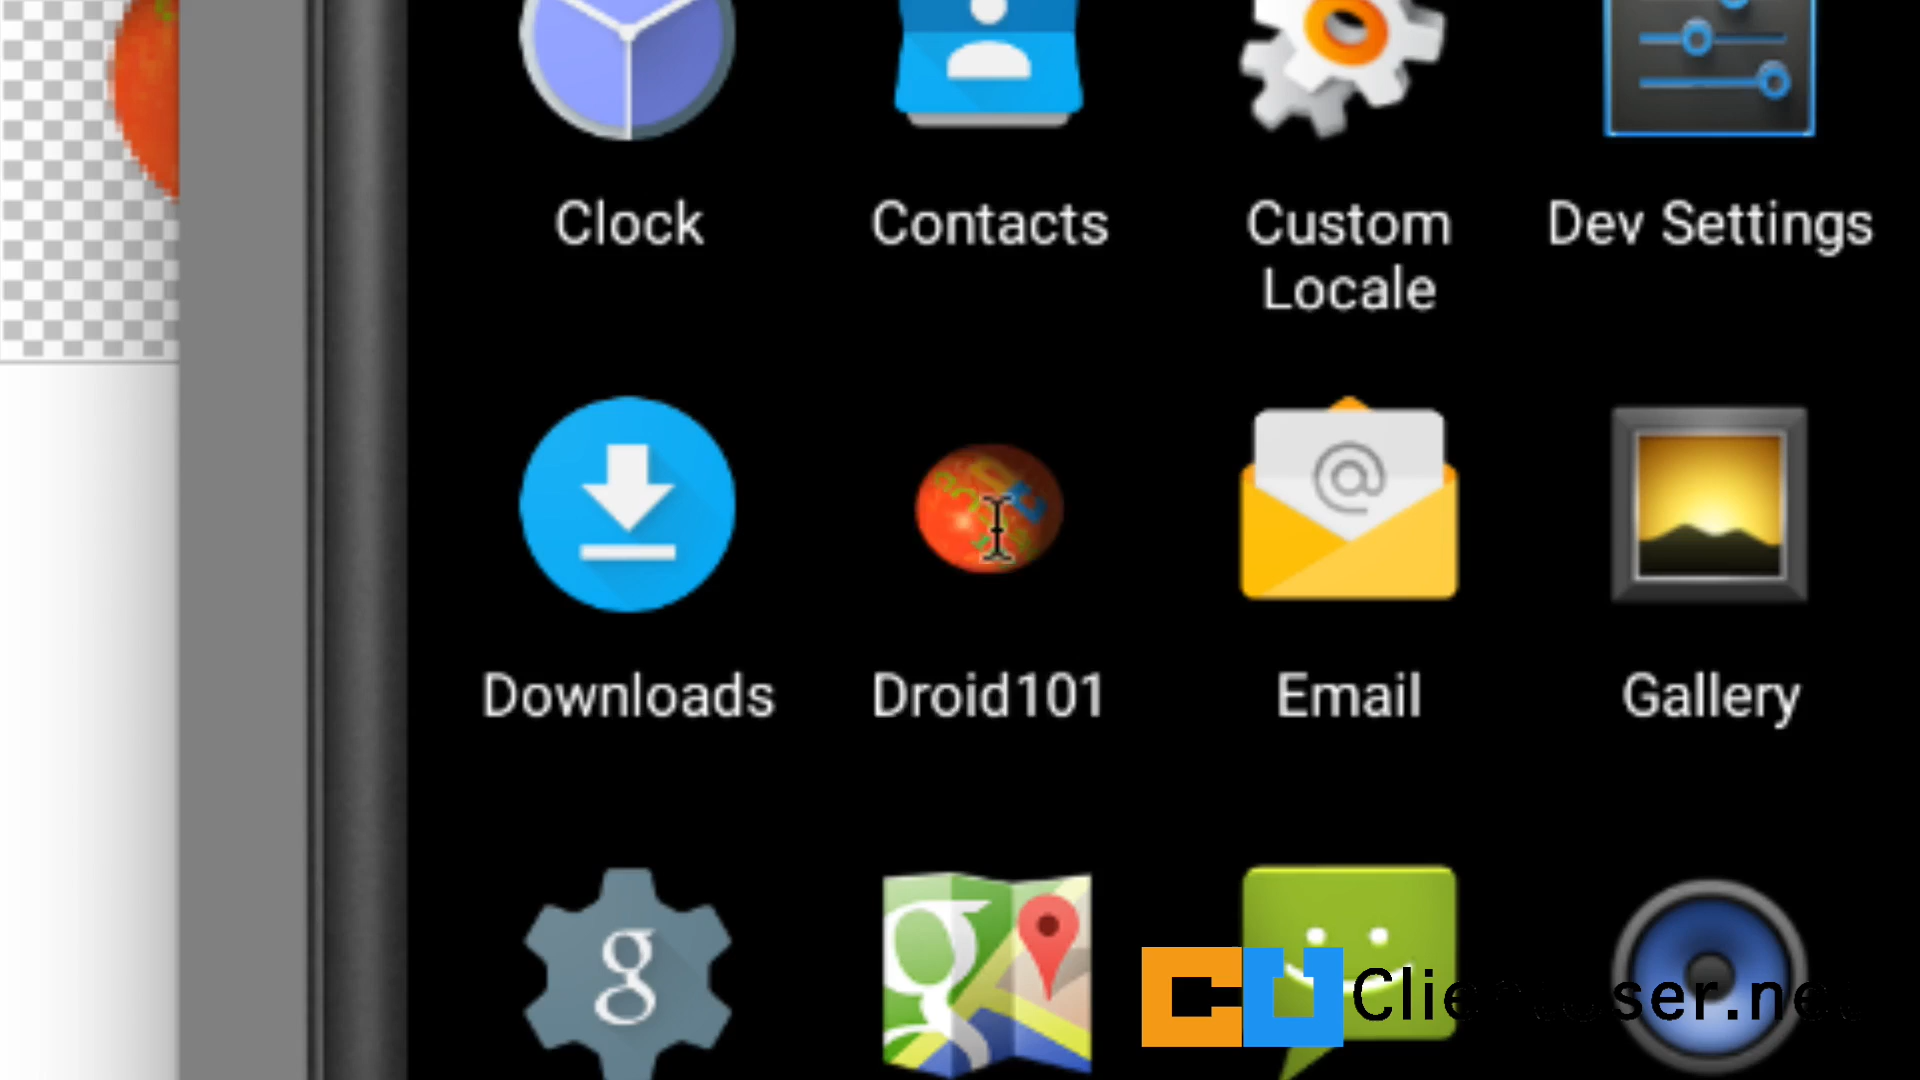 Clock
Contacts
Custom
Locale
Dev Settings
@
Downloads
Droid101
Email
Gallery
g
g